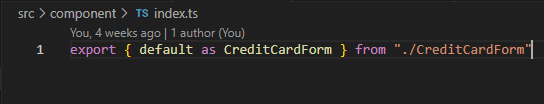 src > component > TS index.ts
You, 4 weeks ago | 1 author (You)
1 export { default as CreditCardForm } from "./CreditCardForm"